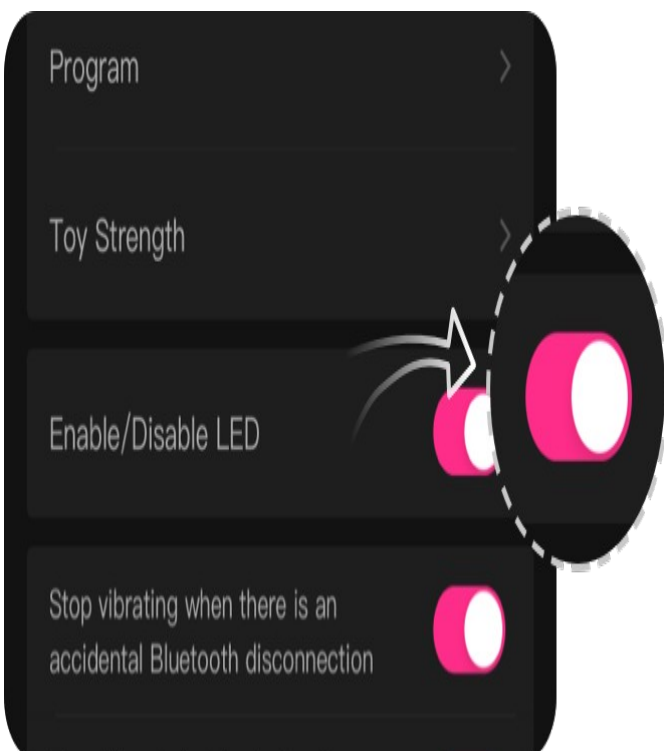 Program
Toy Strength
Enable/Disable LED
Stop vibrating when there is an
accidental Bluetooth disconnection